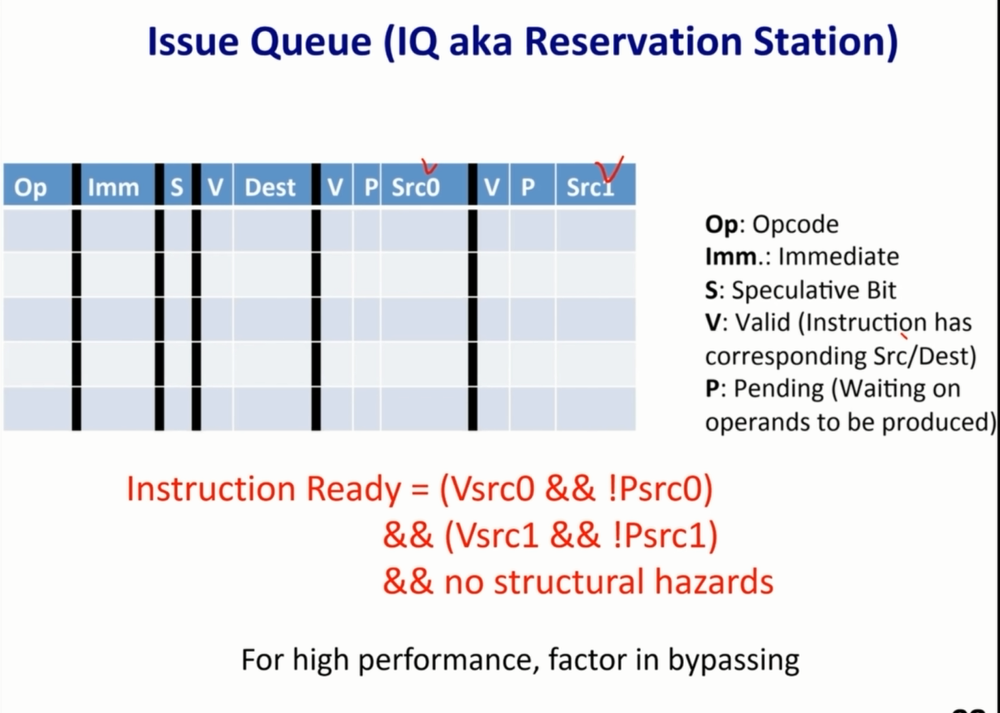 Issue Queue (IQ aka Reservation Station)
Op Imm S V Dest V P Src0 V P Src1
Op: Opcode
Imm.: Immediate
S: Speculative Bit
V: Valid (Instruction has
corresponding Src/Dest)
P: Pending (Waiting on
operands to be produced)
Instruction Ready = (Vsrc0 && !Psrc0)
&& (Vsrc1 && !Psrc1)
&& no structural hazards
For high performance, factor in bypassing